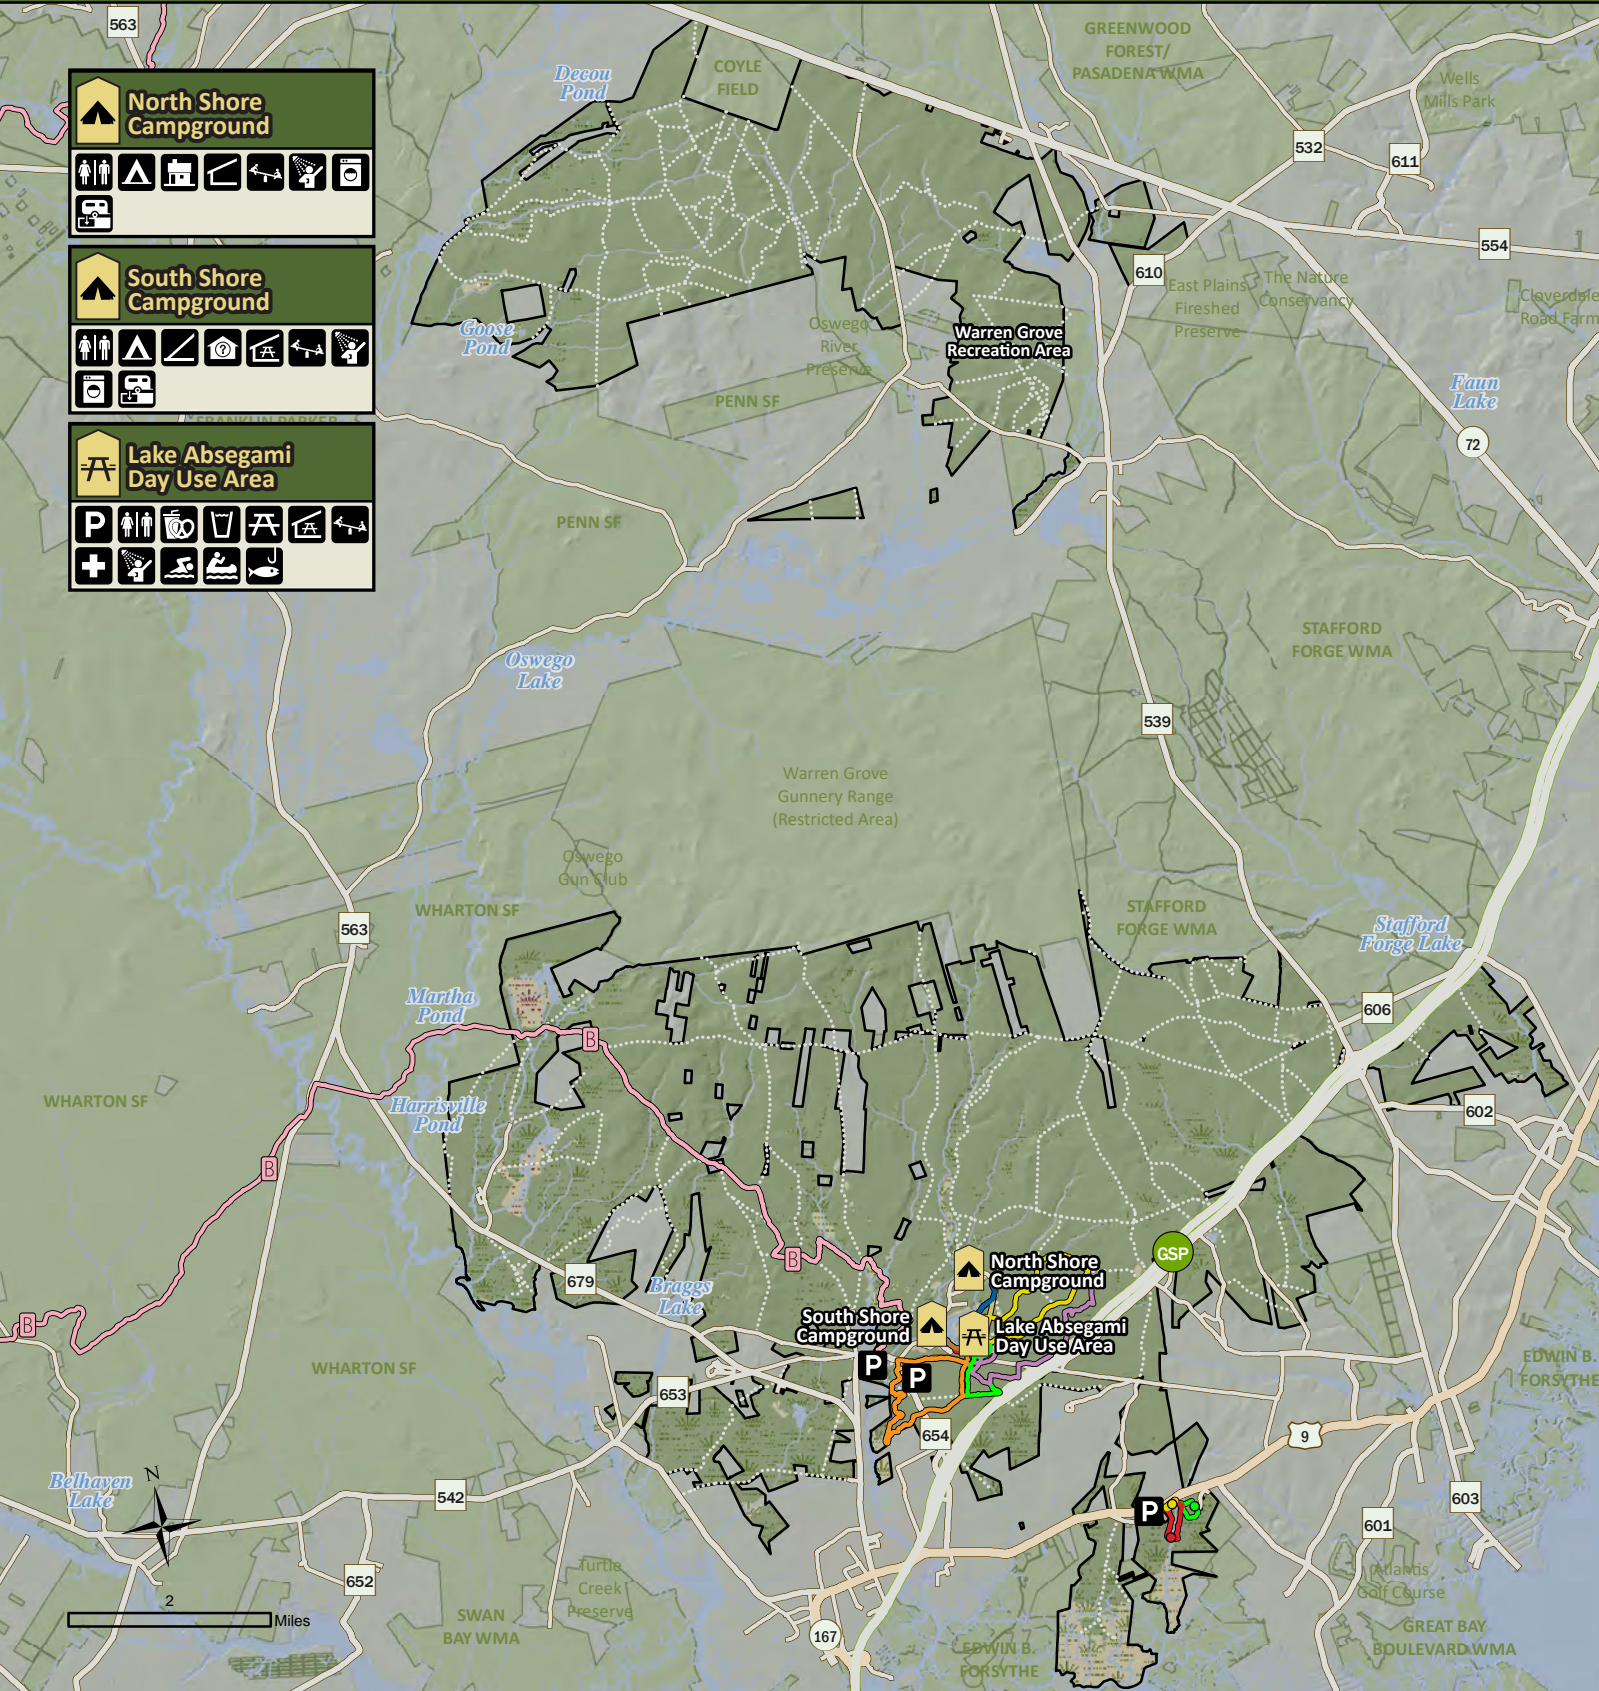 563
North Shore
Campground
South Shore
Campground
?
FRANKLIN PARKER
Lake Absegami
Day Use Area
P
Decou
Pond
COYLE
FIELD
GREENWOOD
FOREST/
PASADENA WMA
Wells
Mills Park
532
611
554
610
East Plains
Fireshed
Preserve
The Nature
Conservancy
Cloverdale
Road Farm
Goose
Pond
Oswego
River
Preserve
Warren Grove
Recreation Area
PENN SF
Faun
Lake
72
PENN SF
STAFFORD
FORGE WMA
Oswego
Lake
539
Warren Grove
Gunnery Range
(Restricted Area)
Oswego
Gun Club
WHARTON SF
563
STAFFORD
FORGE WMA
Stafford
Forge Lake
Martha
Pond
606
B
WHARTON SF
Harrisville
Pond
602
B
B
GSP
679
Braggs
Lake
North Shore
Campground
South Shore
Campground
Lake Absegami
Day Use Area
B
P
P
WHARTON SF
EDWIN B.
FORSYTHE
653
654
9
Belhaven
Lake
N
542
P
603
601
652
2
Miles
Turtle
Creek
Preserve
SWAN
BAY WMA
167
EDWIN B.
FORSYTHE
Atlantis
Golf Course
GREAT BAY
BOULEVARD WMA